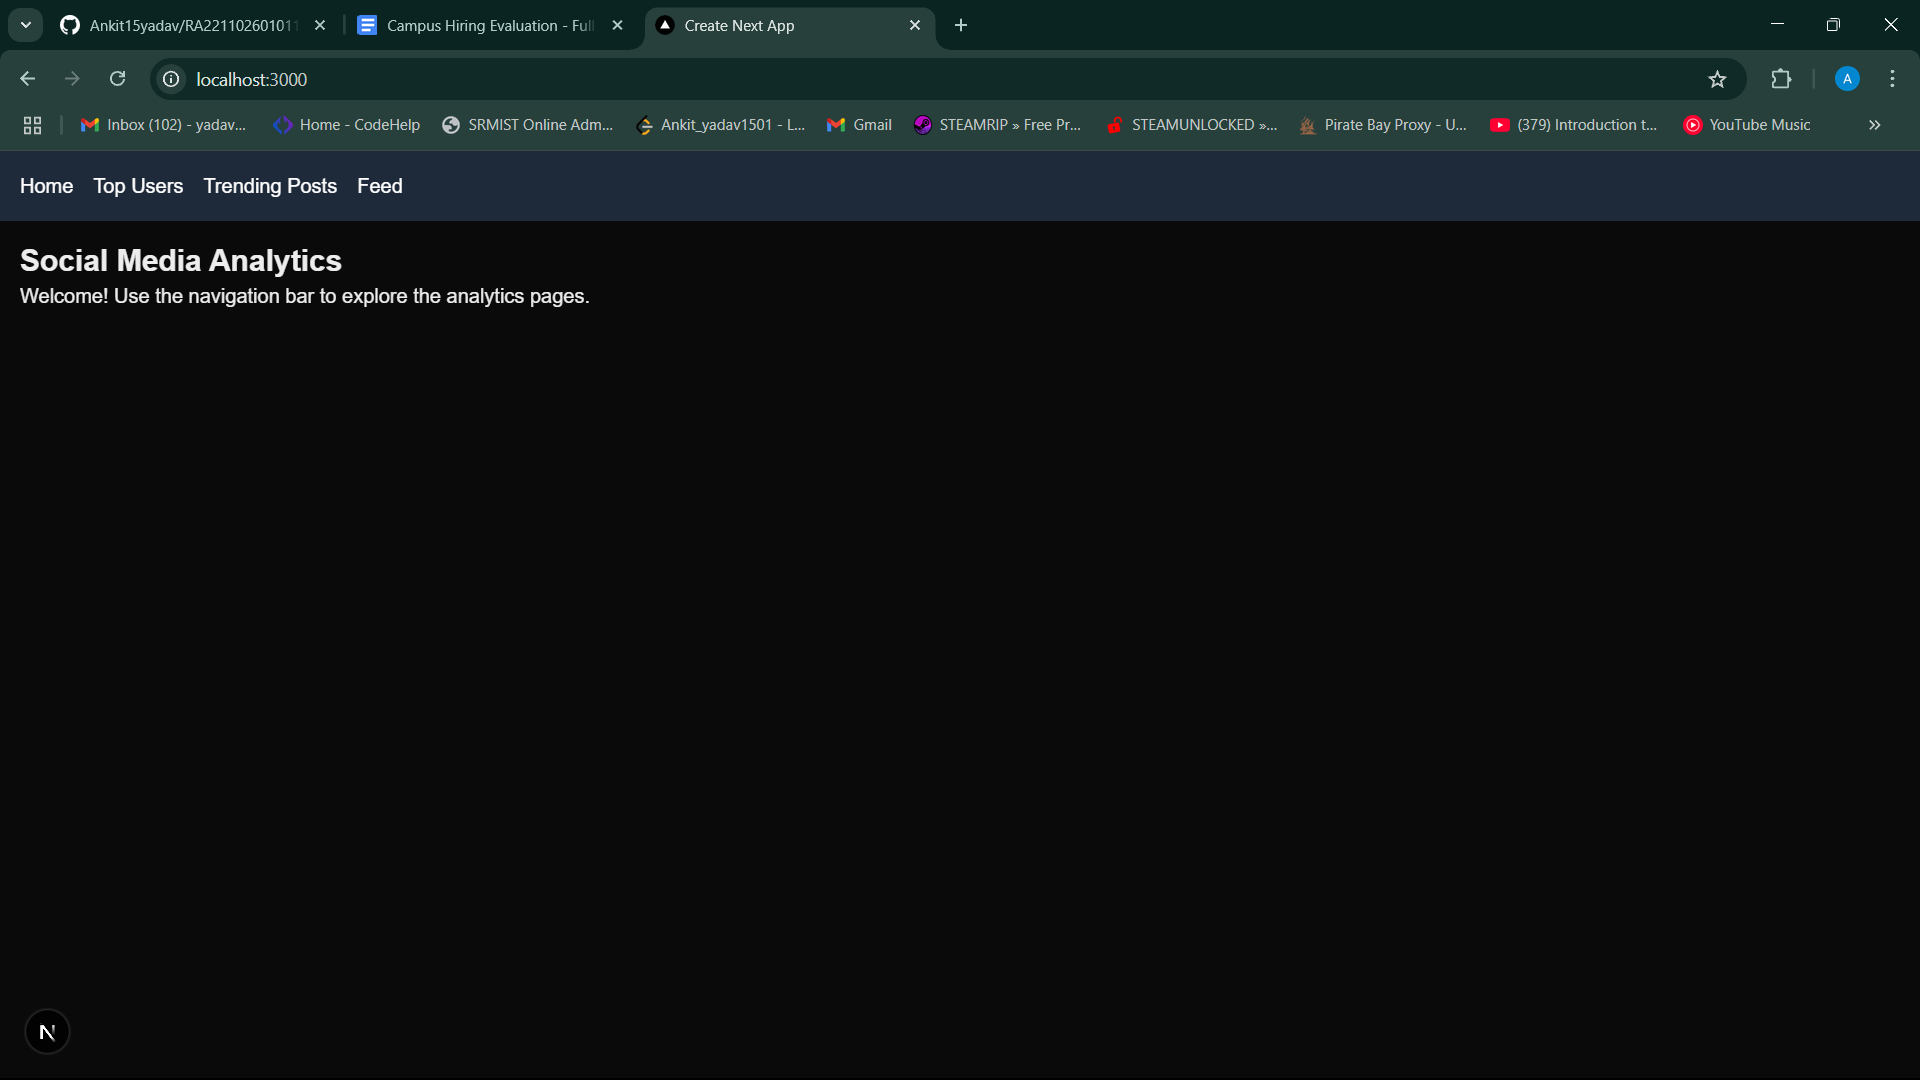 Ankit15yadav/RA221102601011
Campus Hiring Evaluation - Full
Create Next App
localhost:3000
A
Inbox (102) - yadav...
Home - CodeHelp
SRMIST Online Adm...
Ankit_yadav1501 - L...
Gmail
STEAMRIP » Free Pr...
STEAMUNLOCKED »...
Pirate Bay Proxy - U...
(379) Introduction t...
YouTube Music
Home Top Users Trending Posts Feed
Social Media Analytics
Welcome! Use the navigation bar to explore the analytics pages.
N